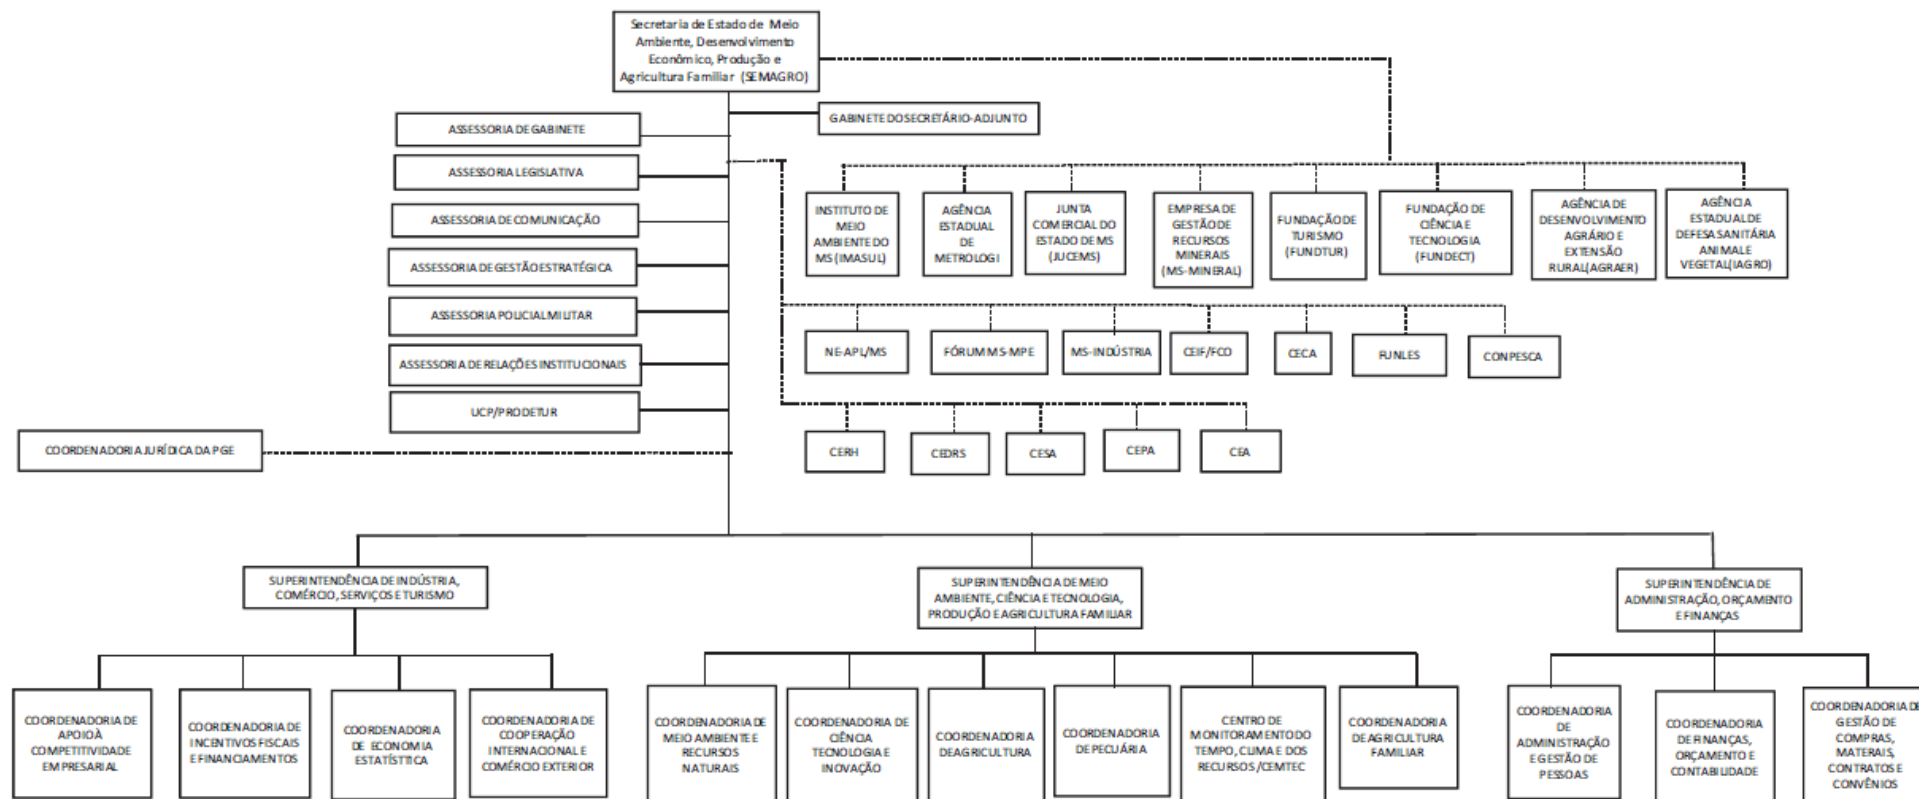 Secretaria de Estado de Meio
Ambiente, Desenvolvimento
Econômico, Produção e
Agricultura Familiar (SEMAGRO)
GABINETE DO SECRETÁRIO-ADJUNTO
ASSESSORIA DE GABINETE
ASSESSORIA LEGISLATIVA
ASSESSORIA DE COMUNICAÇÃO
ASSESSORIA DE GESTÃO ESTRATÉGICA
ASSESSORIA POLICIAL MILITAR
ASSESSORIA DE RELAÇÕES INSTITUCIONAIS
UCP/PRODETUR
COORDENADORIA JURÍDICA DA PGE
INSTITUTO DE
MEIO
AMBIENTE DO
MS (IMASUL)
AGÊNCIA
ESTADUAL
DE
METROLOGI
JUNTA
COMERCIAL DO
ESTADO DE MS
(JUCEMS)
EMPRESA DE
GESTÃO DE
RECURSOS
MINERAIS
(MS-MINERAL)
FUNDAÇÃO DE
TURISMO
(FUNDTUR)
FUNDAÇÃO DE
CIÊNCIA E
TECNOLOGIA
(FUNDECT)
AGÊNCIA DE
DESENVOLVIMENTO
AGRÁRIO E
EXTENSÃO
RURAL(AGRAER)
AGÊNCIA
ESTADUAL DE
DEFESA SANITÁRIA
ANIMAL E
VEGETAL(IAGRO)
NE-APL/MS
FÓRUM MS-MPE
MS-INDÚSTRIA
CEIF/FCO
CECA
FUNLES
CONPESCA
CERH
CEDRS
CESA
CEPA
CEA
SUPERINTENDÊNCIA DE INDÚSTRIA,
COMÉRCIO, SERVIÇOS E TURISMO
SUPERINTENDÊNCIA DE MEIO
AMBIENTE, CIÊNCIA E TECNOLOGIA,
PRODUÇÃO E AGRICULTURA FAMILIAR
SUPERINTENDÊNCIA DE
ADMINISTRAÇÃO, ORÇAMENTO
E FINANÇAS
COORDENADORIA DE
APOIO À
COMPETITIVIDADE
EMPRESARIAL
COORDENADORIA DE
INCENTIVOS FISCAIS
E FINANCIAMENTOS
COORDENADORIA
DE ECONOMIA
ESTATÍSTTICA
COORDENADORIA DE
COOPERAÇÃO
INTERNACIONAL E
COMÉRCIO EXTERIOR
COORDENADORIA DE
MEIO AMBIENTE E
RECURSOS
NATURAIS
COORDENADORIA DE
CIÊNCIA
TECNOLOGIA E
INOVAÇÃO
COORDENADORIA
DE AGRICULTURA
COORDENADORIA
DE PECUÁRIA
CENTRO DE
MONITORAMENTO DO
TEMPO, CLIMA E DOS
RECURSOS /CEMTEC
COORDENADORIA
DE AGRICULTURA
FAMILIAR
COORDENADORIA
DE
ADMINISTRAÇÃO
E GESTÃO DE
PESSOAS
COORDENADORIA
DE FINANÇAS,
ORÇAMENTO E
CONTABILIDADE
COORDENADORIA DE
GESTÃO DE
COMPRAS,
MATERAIS,
CONTRATOS E
CONVÊNIOS